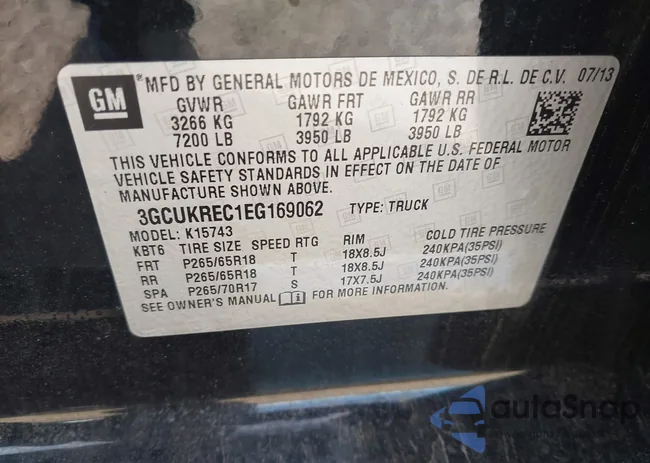 GM
®MFD BY GENERAL MOTORS DE MEXICO, S. DE R.L. DE C.V. 07/13
GVWR GAWR FRT GAWR RR
3266 KG 1792 KG 1792 KG
7200 LB 3950 LB 3950 LB
THIS VEHICLE CONFORMS TO ALL APPLICABLE U.S. FEDERAL MOTOR
VEHICLE SAFETY STANDARDS IN EFFECT ON THE DATE OF
MANUFACTURE SHOWN ABOVE.
3GCUKREC1EG169062 TYPE: TRUCK
MODEL: K15743
KBT6 TIRE SIZE SPEED RTG RIM COLD TIRE PRESSURE
FRT P265/65R18 T 18X8.5J 240KPA(35PSI)
RR P265/65R18 T 18X8.5J 240KPA(35PSI)
SPA P265/70R17 S 17X7.5J 240KPA(35PSI)
SEE OWNER'S MANUAL FOR MORE INFORMATION.
autoSnap